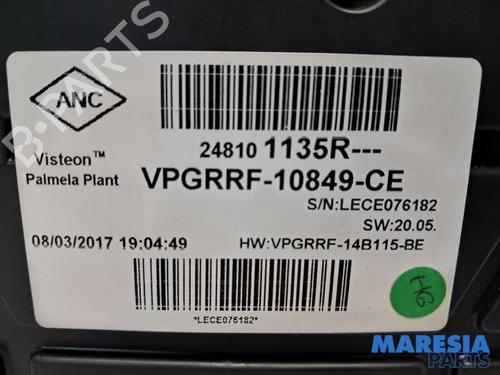 ANC
Visteon™
Palmela Plant
24810 1135R---
VPGRRF-10849-CE
S/N:LECE076182
SW:20.05.
08/03/2017 19:04:49
HW:VPGRRF-14B115-BE
*LECE076182*
HG
B-PARTS
MARESIA
PARTS